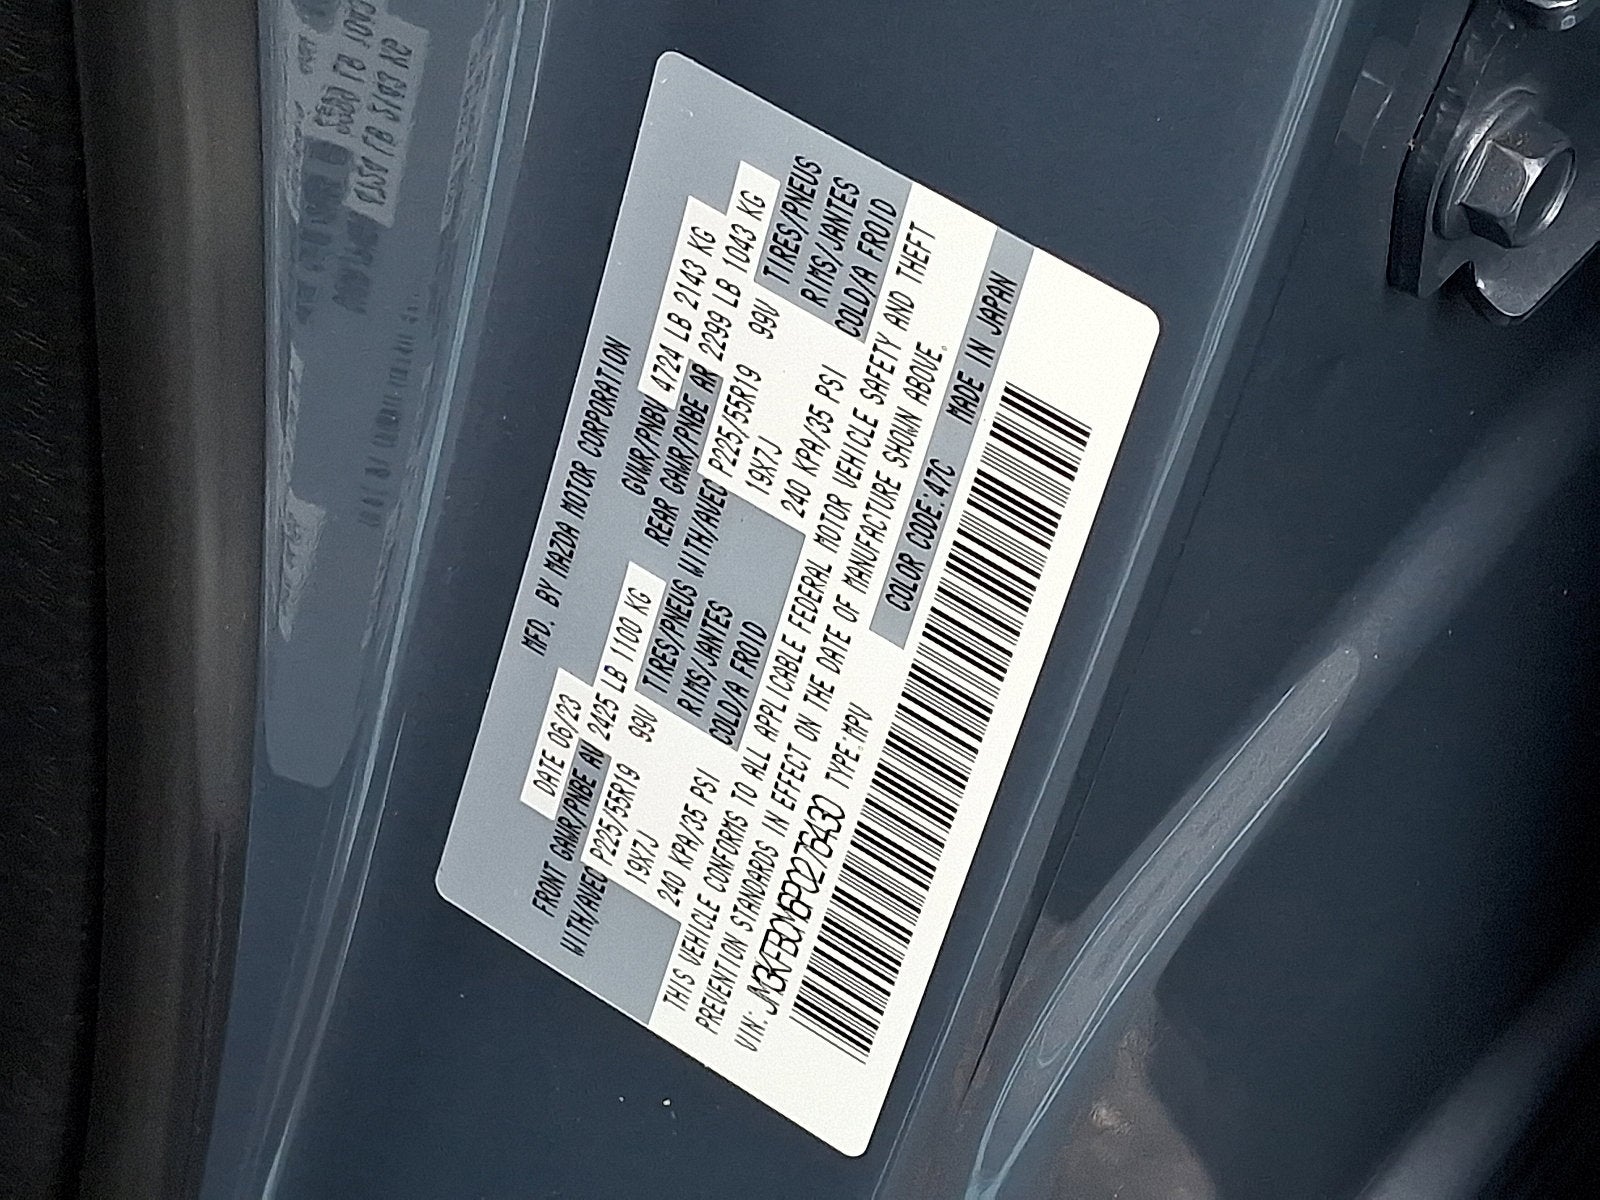 MFD. BY MAZDA MOTOR CORPORATION
DATE 06/23 GVWR/PNBV 4724 LB 2143 KG
FRONT GAWR/PNBE AV 2425 LB 1100 KG REAR GAWR/PNBE AR 2299 LB 1043 KG
WITH/AVEC P225/55R19 99V TIRES/PNEUS WITH/AVEC P225/55R19 99V TIRES/PNEUS
19X7J RIMS/JANTES 19X7J RIMS/JANTES
240 KPA/35 PSI COLD/A FROID 240 KPA/35 PSI COLD/A FROID
THIS VEHICLE CONFORMS TO ALL APPLICABLE FEDERAL MOTOR VEHICLE SAFETY AND THEFT
PREVENTION STANDARDS IN EFFECT ON THE DATE OF MANUFACTURE SHOWN ABOVE.
VIN: JM3KFBCM6P0276430 TYPE:MPV COLOR CODE:47C MADE IN JAPAN